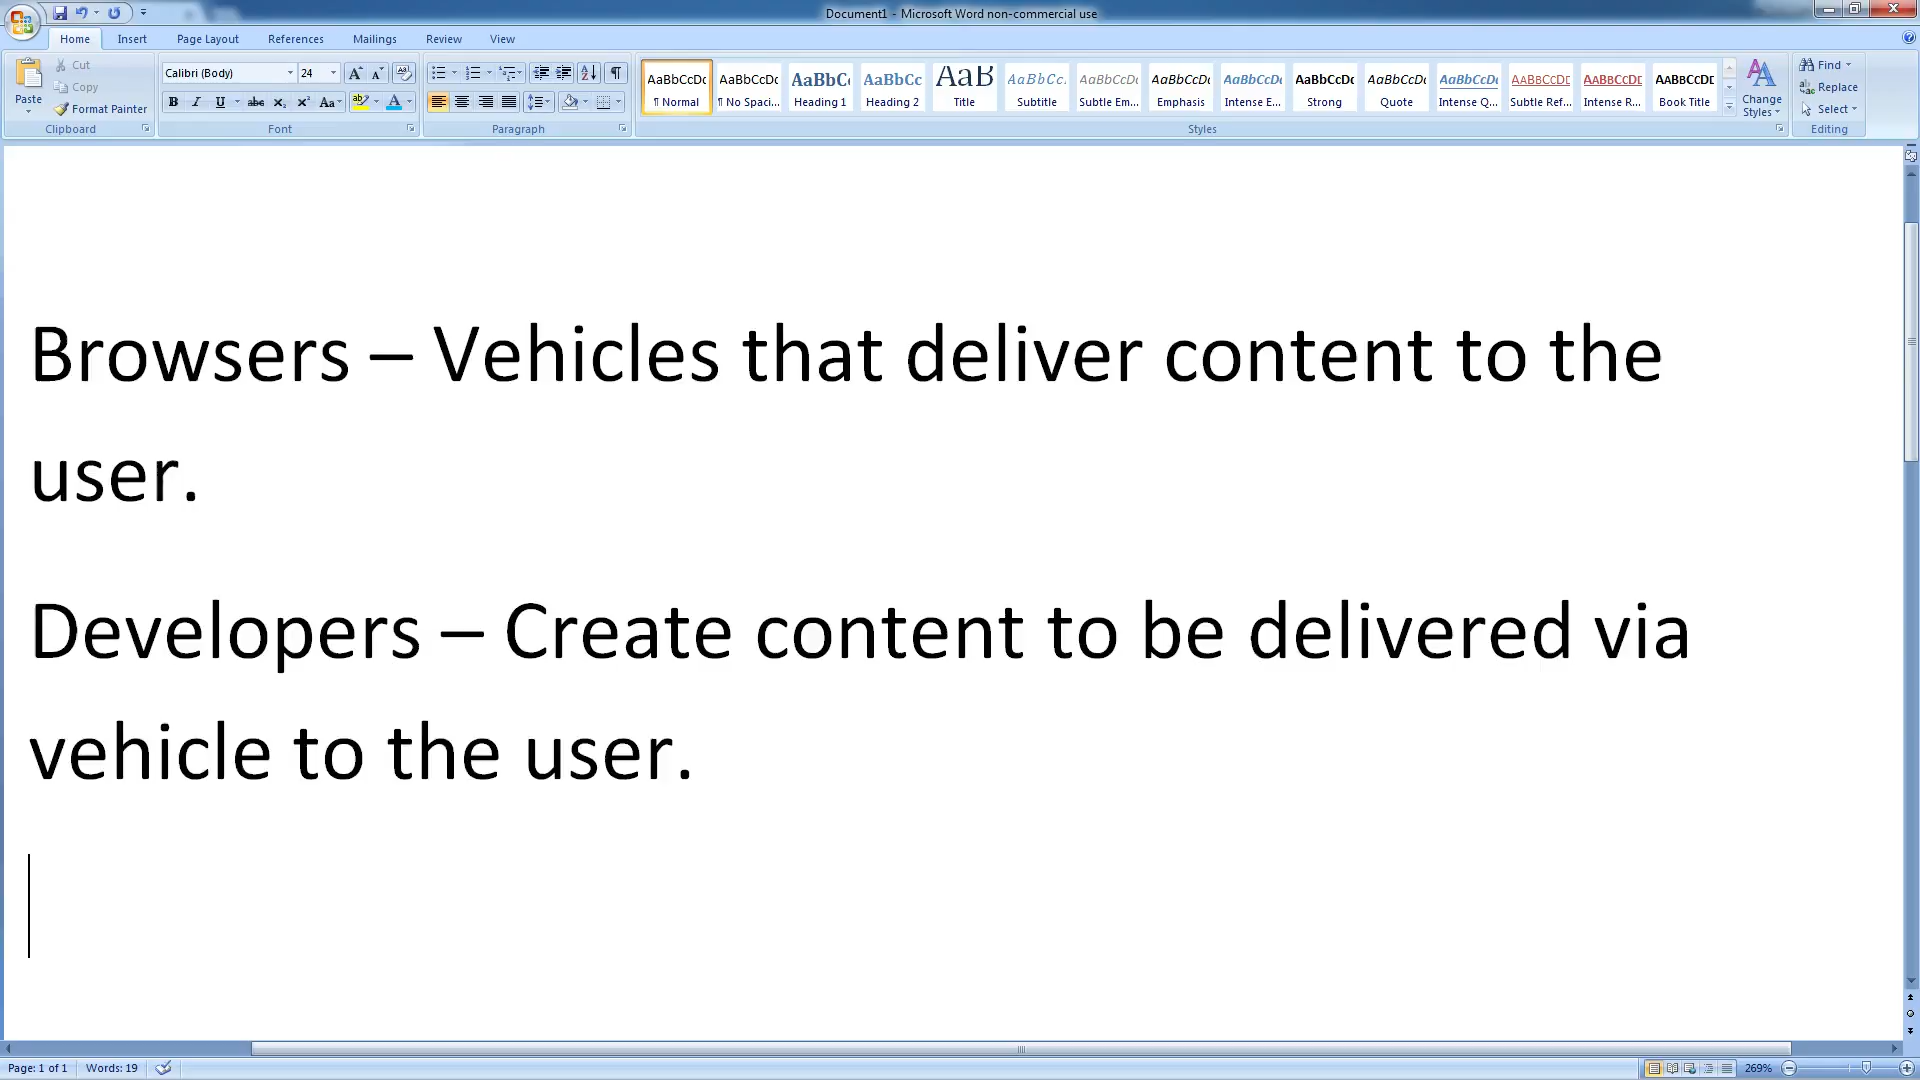 Document1 - Microsoft Word non-commercial use
Home Insert Page Layout References Mailings Review View
Paste
Cut
Copy
Format Painter
Clipboard
Calibri (Body) 24
Font
Paragraph
AaBbCcDc AaBbCcDc AaBbC AaBbCc AaB AaBbCc. AaBbCcDc AaBbCcDc AaBbCcDc AaBbCcDc AaBbCcDc AaBbCcDc AABBCCDE AABBCCDE AABBCCDE
¶ Normal ¶ No Spaci... Heading 1 Heading 2 Title Subtitle Subtle Em... Emphasis Intense E... Strong Quote Intense Q... Subtle Ref... Intense R... Book Title
Change
Styles
Styles
Find
Replace
Select
Editing
Browsers – Vehicles that deliver content to the
user.
Developers – Create content to be delivered via
vehicle to the user.
Page: 1 of 1 Words: 19 269%